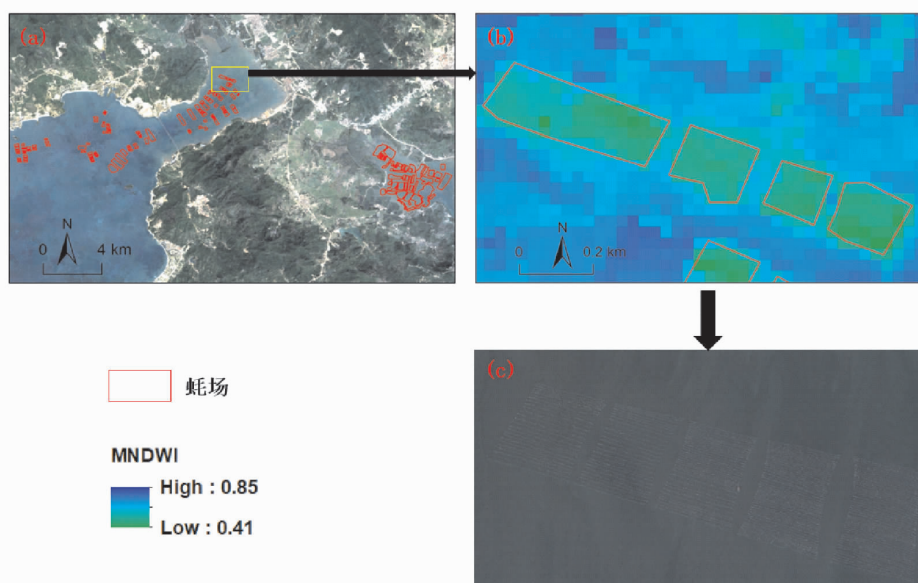 (a)
N
0 4 km
(b)
N
0 0.2 km
(c)
蚝场
MNDWI
High : 0.85
Low : 0.41